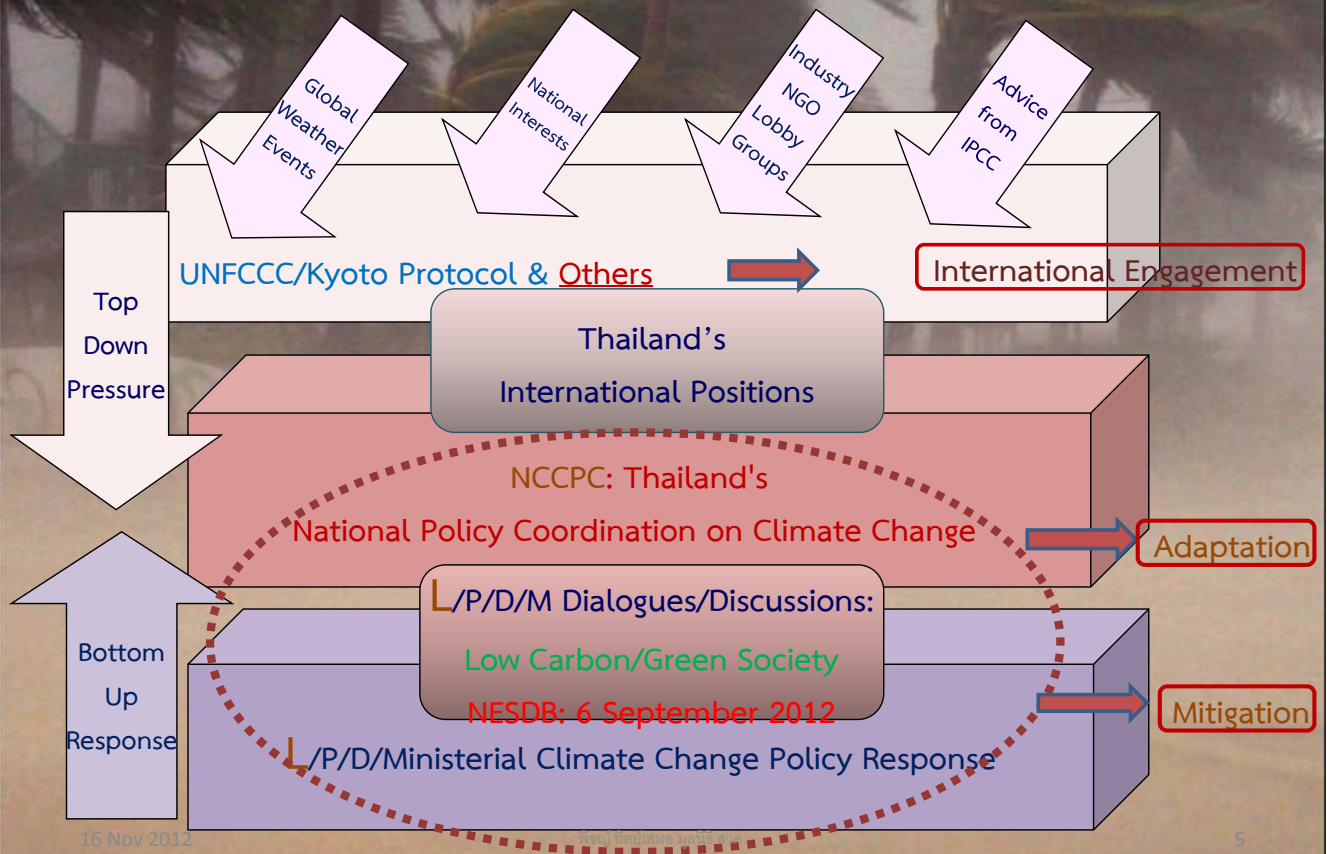 Global
Weather
Events
National
Interests
Industry
NGO
Lobby
Groups
Advice
from
IPCC
UNFCCC/Kyoto Protocol & Others
International Engagement
Top
Down
Pressure
Thailand’s
International Positions
NCCPC: Thailand's
National Policy Coordination on Climate Change
Adaptation
L/P/D/M Dialogues/Discussions:
Low Carbon/Green Society
NESDB: 6 September 2012
Mitigation
Bottom
Up
Response
L/P/D/Ministerial Climate Change Policy Response
16 Nov 2012
5